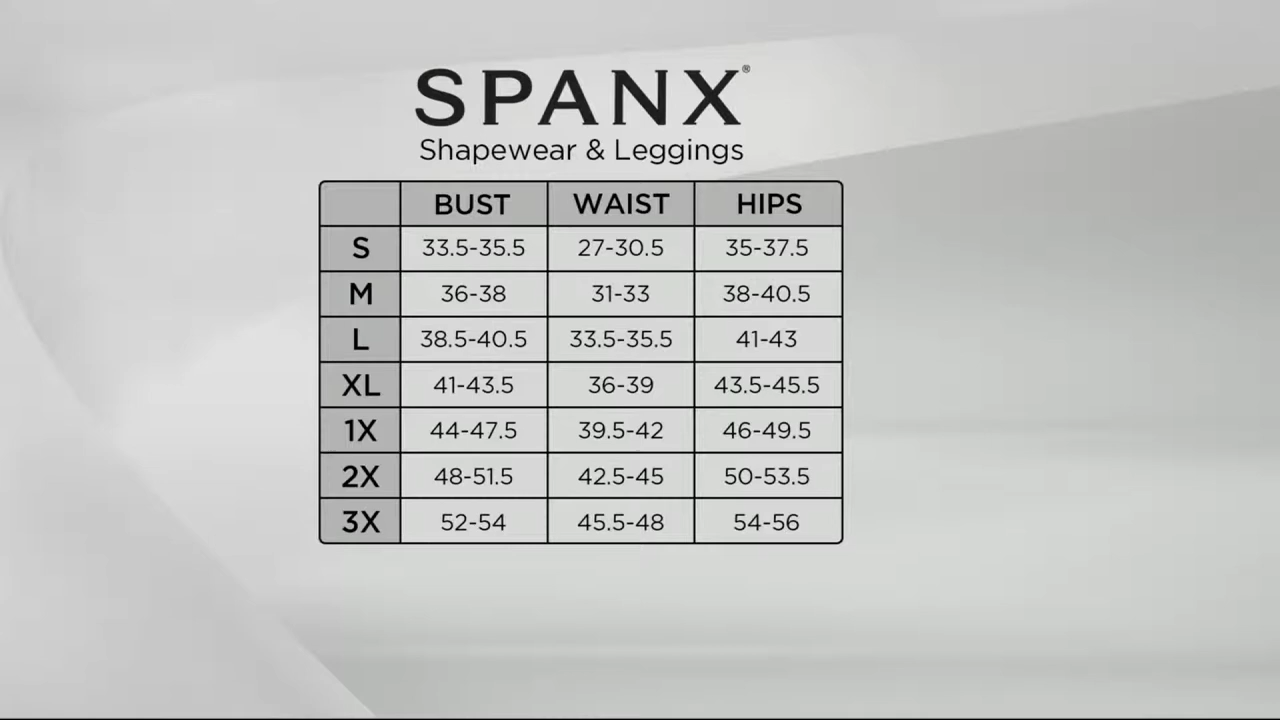 SPANX®
Shapewear & Leggings
BUST WAIST HIPS
S 33.5-35.5 27-30.5 35-37.5
M 36-38 31-33 38-40.5
L 38.5-40.5 33.5-35.5 41-43
XL 41-43.5 36-39 43.5-45.5
1X 44-47.5 39.5-42 46-49.5
2X 48-51.5 42.5-45 50-53.5
3X 52-54 45.5-48 54-56